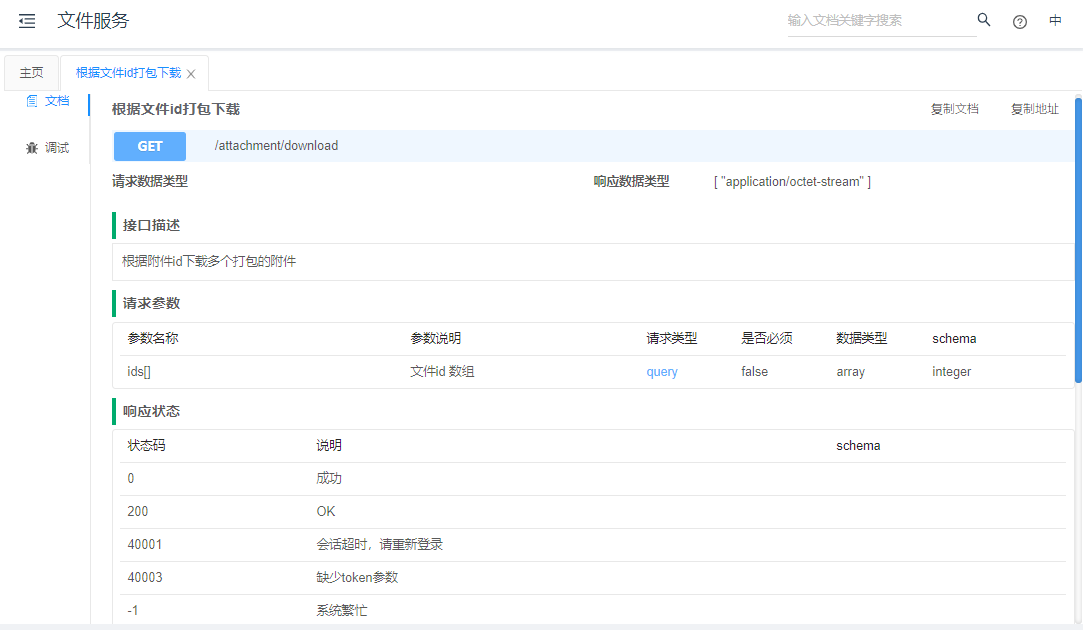 文件服务
输入文档关键字搜索
中
主页
根据文件id打包下载
文档
调试
根据文件id打包下载
复制文档
复制地址
GET /attachment/download
请求数据类型
响应数据类型 [ "application/octet-stream" ]
接口描述
根据附件id下载多个打包的附件
请求参数
参数名称 参数说明 请求类型 是否必须 数据类型 schema
ids[] 文件id 数组 query false array integer
响应状态
状态码 说明 schema
0 成功
200 OK
40001 会话超时，请重新登录
40003 缺少token参数
-1 系统繁忙